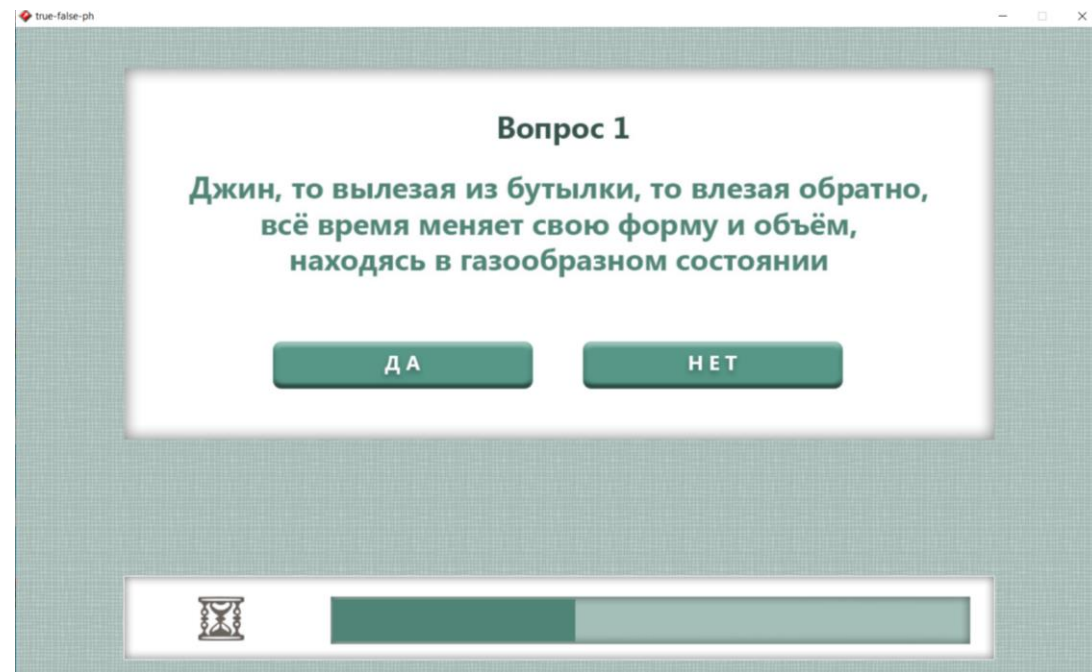 true-false-ph
Вопрос 1
Джин, то вылезая из бутылки, то влезая обратно,
всё время меняет свою форму и объём,
находясь в газообразном состоянии
ДА
НЕТ